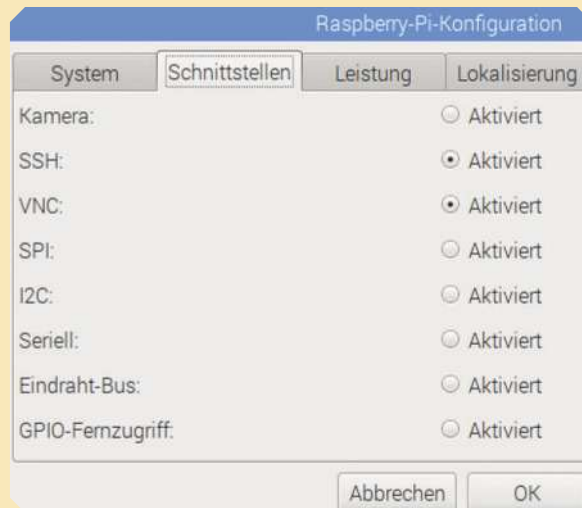 Raspberry-Pi-Konfiguration
System Schnittstellen Leistung Lokalisierung
Kamera: Aktiviert
SSH: Aktiviert
VNC: Aktiviert
SPI: Aktiviert
I2C: Aktiviert
Seriell: Aktiviert
Eindraht-Bus: Aktiviert
GPIO-Fernzugriff: Aktiviert
Abbrechen OK